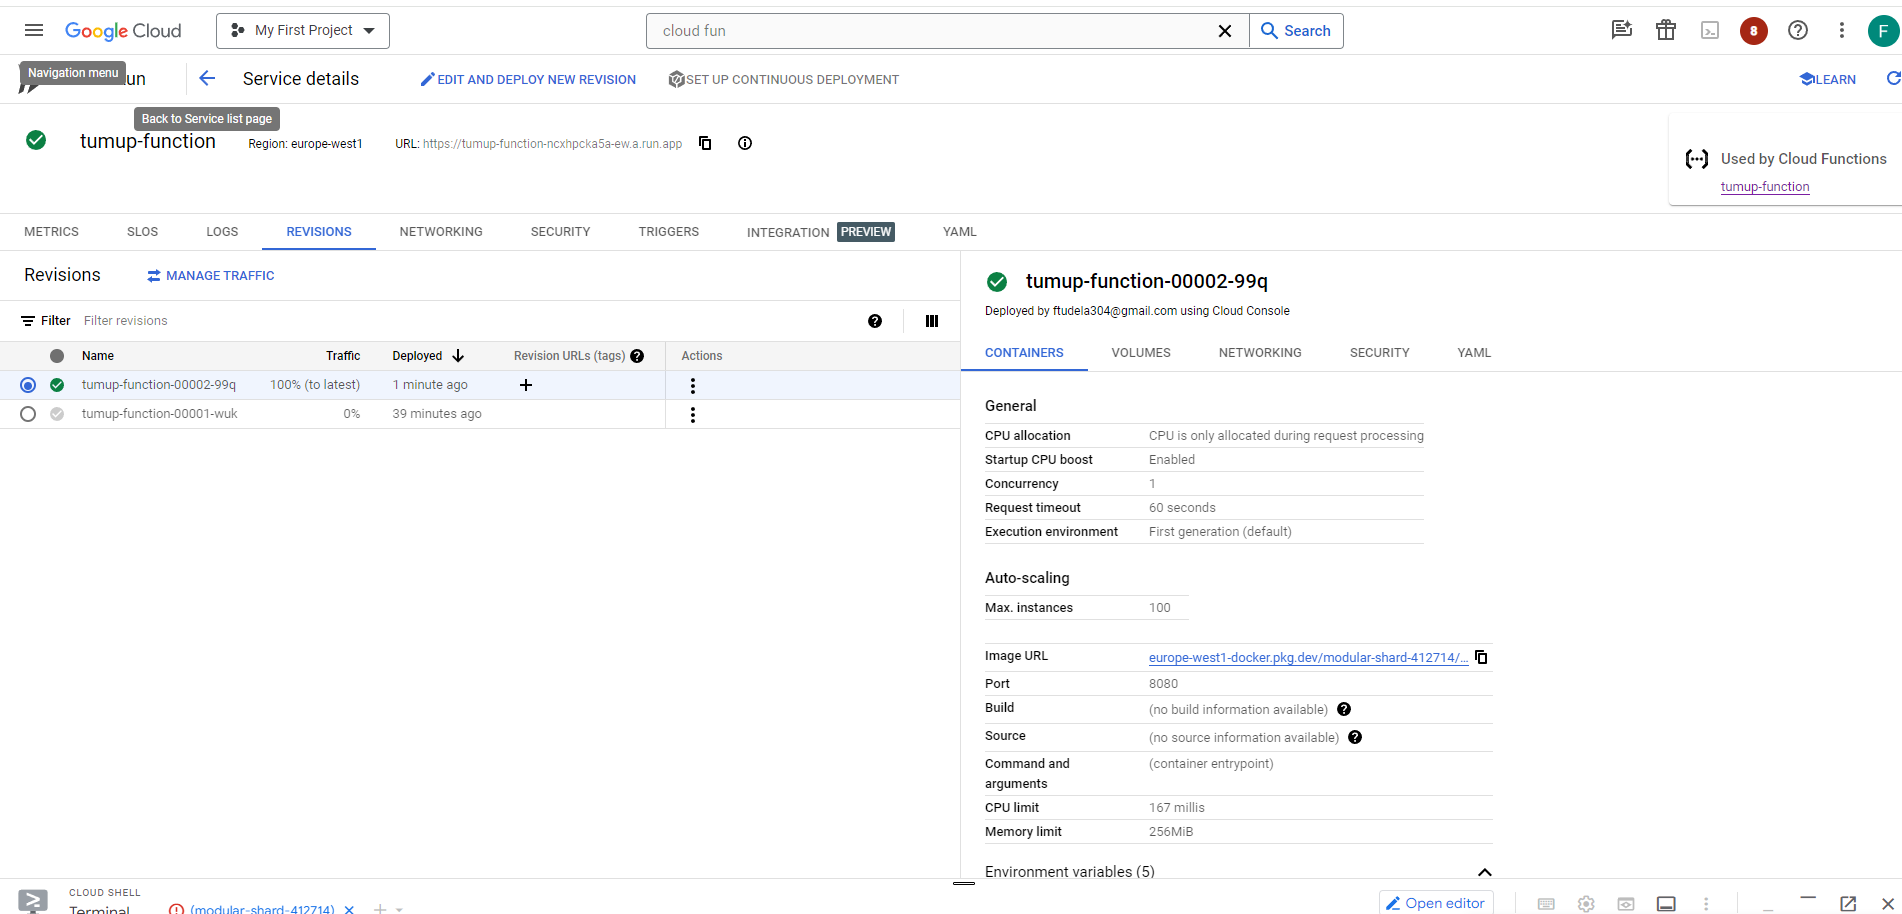 Google Cloud
My First Project
cloud fun
Search
8
F
Navigation menu
un
Service details
EDIT AND DEPLOY NEW REVISION
SET UP CONTINUOUS DEPLOYMENT
LEARN
Back to Service list page
tumup-function
Region: europe-west1
URL: https://tumup-function-ncxhpcka5a-ew.a.run.app
Used by Cloud Functions
tumup-function
METRICS
SLOS
LOGS
REVISIONS
NETWORKING
SECURITY
TRIGGERS
INTEGRATION PREVIEW
YAML
Revisions
MANAGE TRAFFIC
Filter Filter revisions
Name Traffic Deployed Revision URLs (tags) Actions
tumup-function-00002-99q 100% (to latest) 1 minute ago
tumup-function-00001-wuk 0% 39 minutes ago
tumup-function-00002-99q
Deployed by ftudela304@gmail.com using Cloud Console
CONTAINERS
VOLUMES
NETWORKING
SECURITY
YAML
General
CPU allocation CPU is only allocated during request processing
Startup CPU boost Enabled
Concurrency 1
Request timeout 60 seconds
Execution environment First generation (default)
Auto-scaling
Max. instances 100
Image URL europe-west1-docker.pkg.dev/modular-shard-412714/...
Port 8080
Build (no build information available)
Source (no source information available)
Command and (container entrypoint)
arguments
CPU limit 167 millis
Memory limit 256MiB
Environment variables (5)
CLOUD SHELL
Terminal
(modular-shard-412714)
Open editor